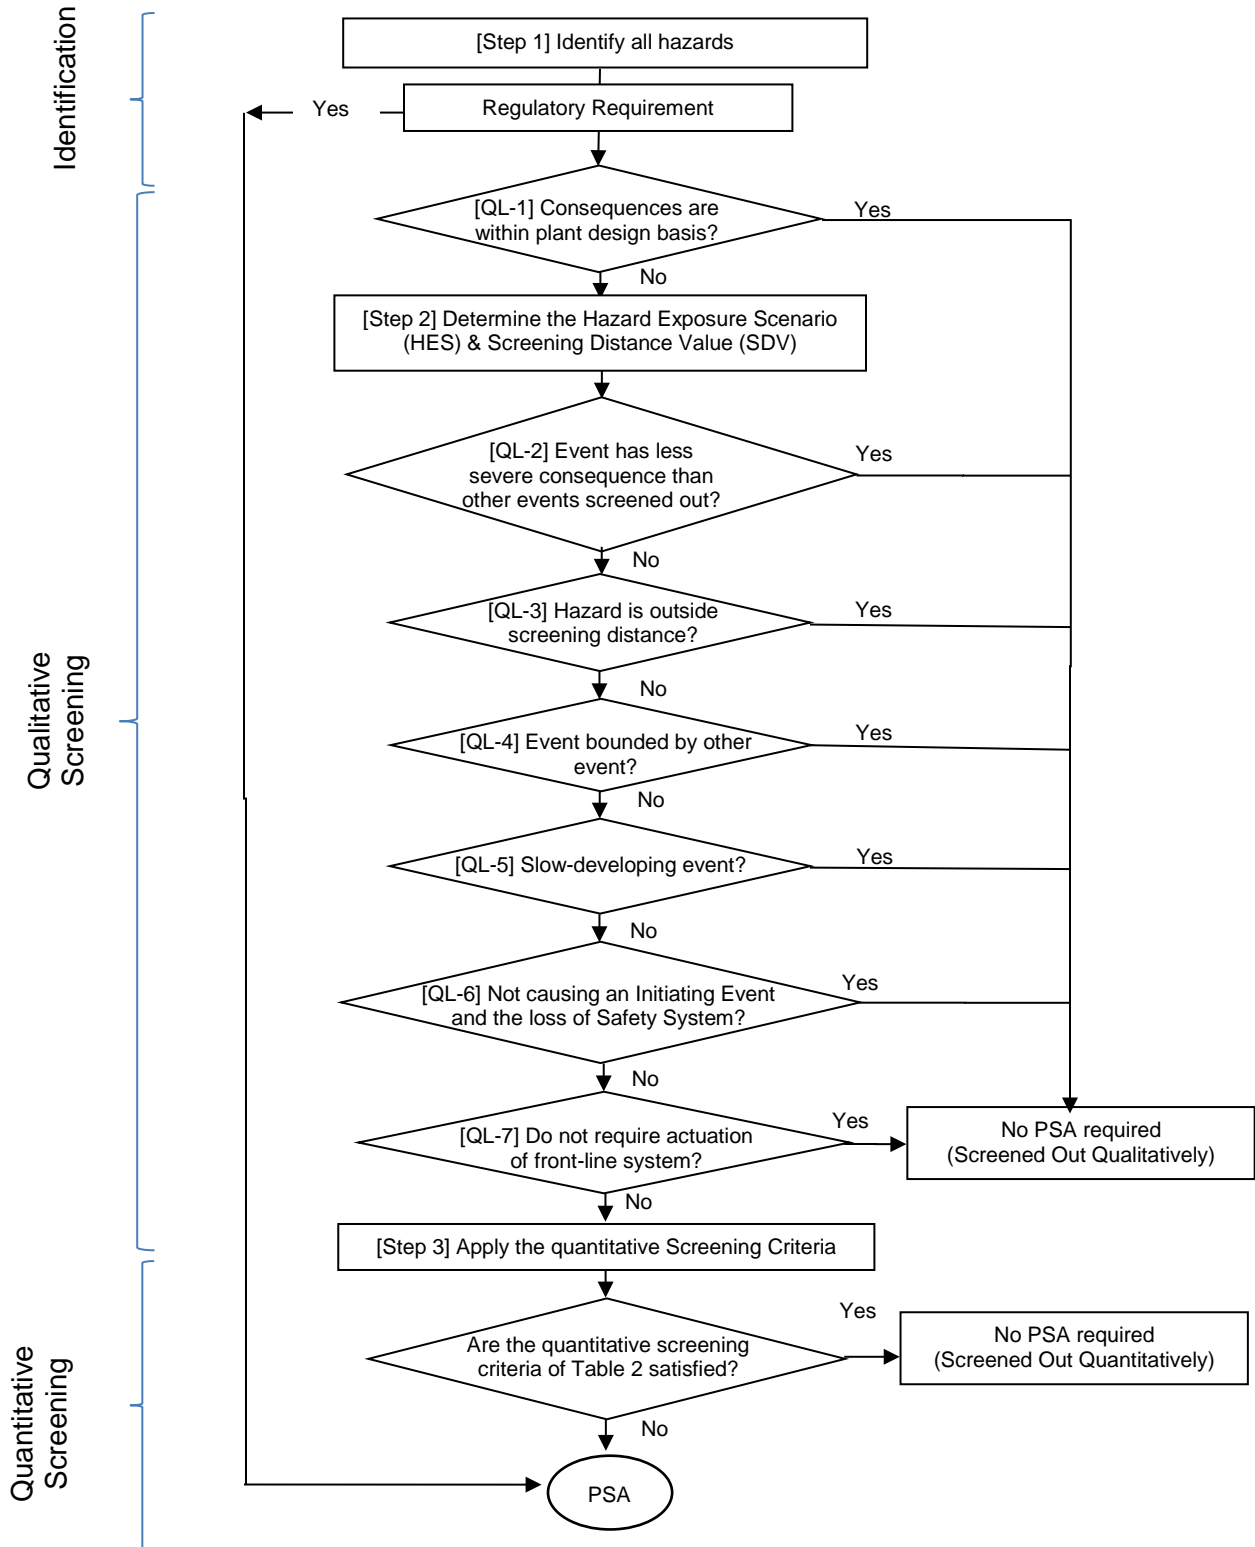 Identification
[Step 1] Identify all hazards
Yes
Regulatory Requirement
[QL-1] Consequences are
within plant design basis?
Yes
No
[Step 2] Determine the Hazard Exposure Scenario
(HES) & Screening Distance Value (SDV)
[QL-2] Event has less
severe consequence than
other events screened out?
Yes
No
[QL-3] Hazard is outside
screening distance?
Yes
No
Qualitative
Screening
[QL-4] Event bounded by other
event?
Yes
No
[QL-5] Slow-developing event?
Yes
No
[QL-6] Not causing an Initiating Event
and the loss of Safety System?
Yes
No
[QL-7] Do not require actuation
of front-line system?
Yes
No PSA required
(Screened Out Qualitatively)
No
[Step 3] Apply the quantitative Screening Criteria
Quantitative
Screening
Are the quantitative screening
criteria of Table 2 satisfied?
Yes
No PSA required
(Screened Out Quantitatively)
No
PSA